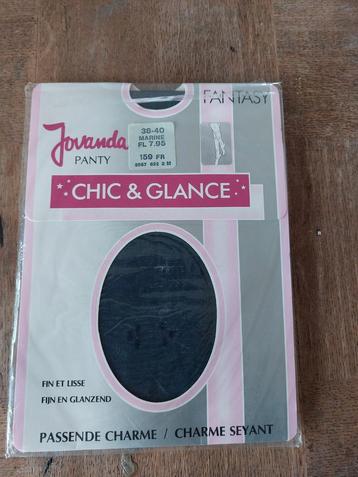 FANTASY
Jovanda
PANTY
38-40
MARINE
FL 7.95
159 FR
CHIC & GLANCE
FIN ET LISSE
FIJN EN GLANZEND
PASSENDE CHARME / CHARME SEYANT